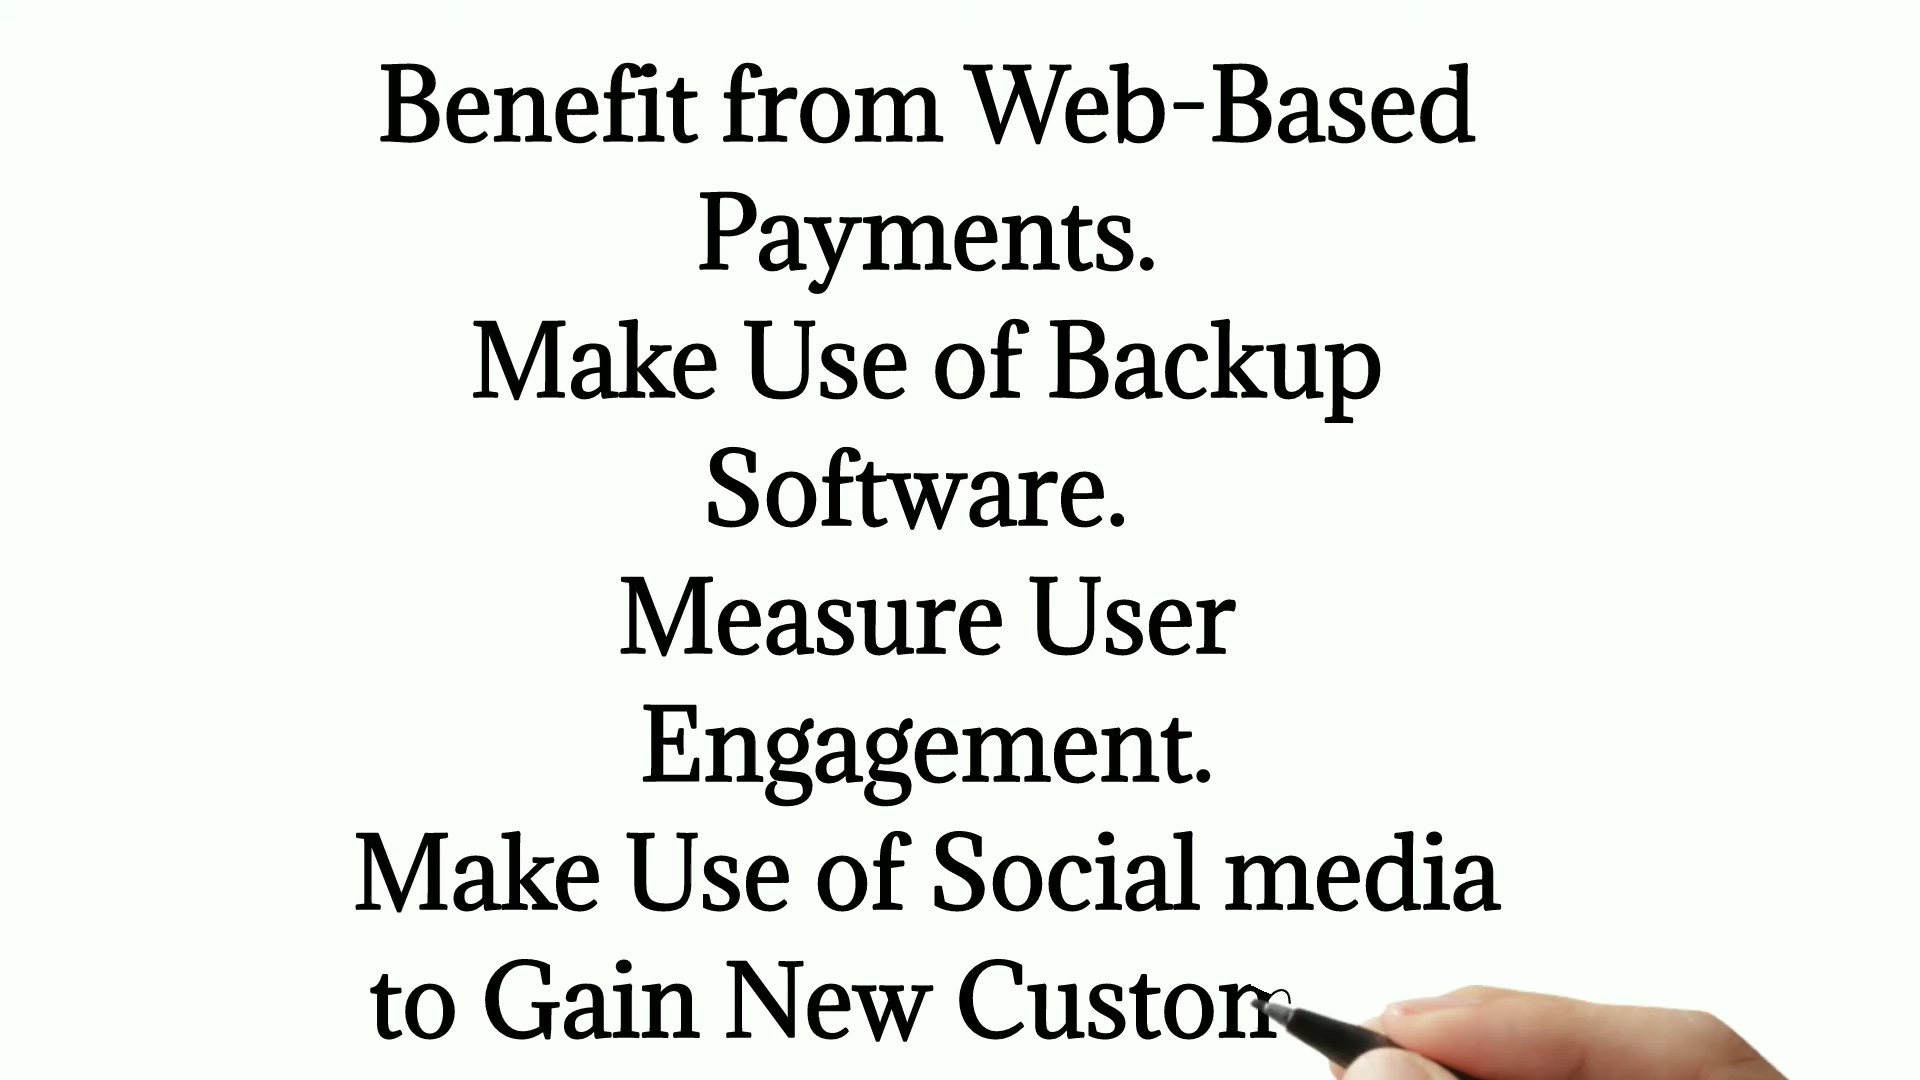 Benefit from Web-Based
Payments.
Make Use of Backup
Software.
Measure User
Engagement.
Make Use of Social media
to Gain New